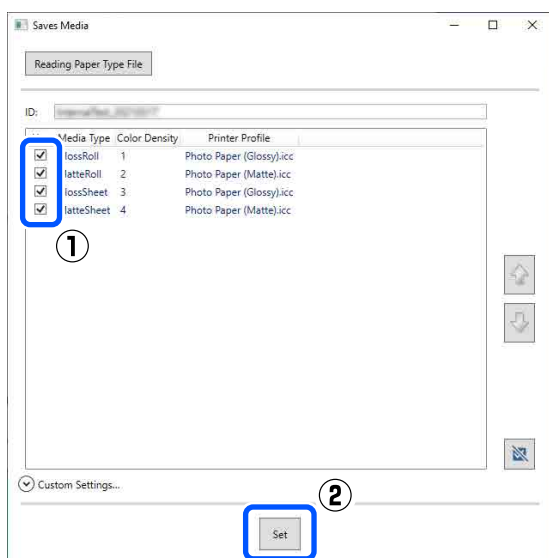 Saves Media
Reading Paper Type File
ID:
Media Type Color Density Printer Profile
lossRoll 1 Photo Paper (Glossy).icc
latteRoll 2 Photo Paper (Matte).icc
lossSheet 3 Photo Paper (Glossy).icc
latteSheet 4 Photo Paper (Matte).icc
①
Custom Settings...
②
Set